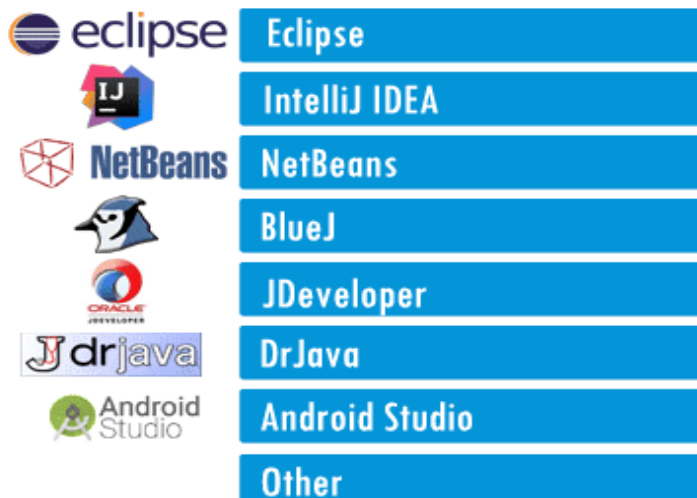 eclipse Eclipse
IJ IntelliJ IDEA
NetBeans NetBeans
BlueJ
ORACLE
JDEVELOPER
JDeveloper
J drjava DrJava
Android
Studio
Android Studio
Other